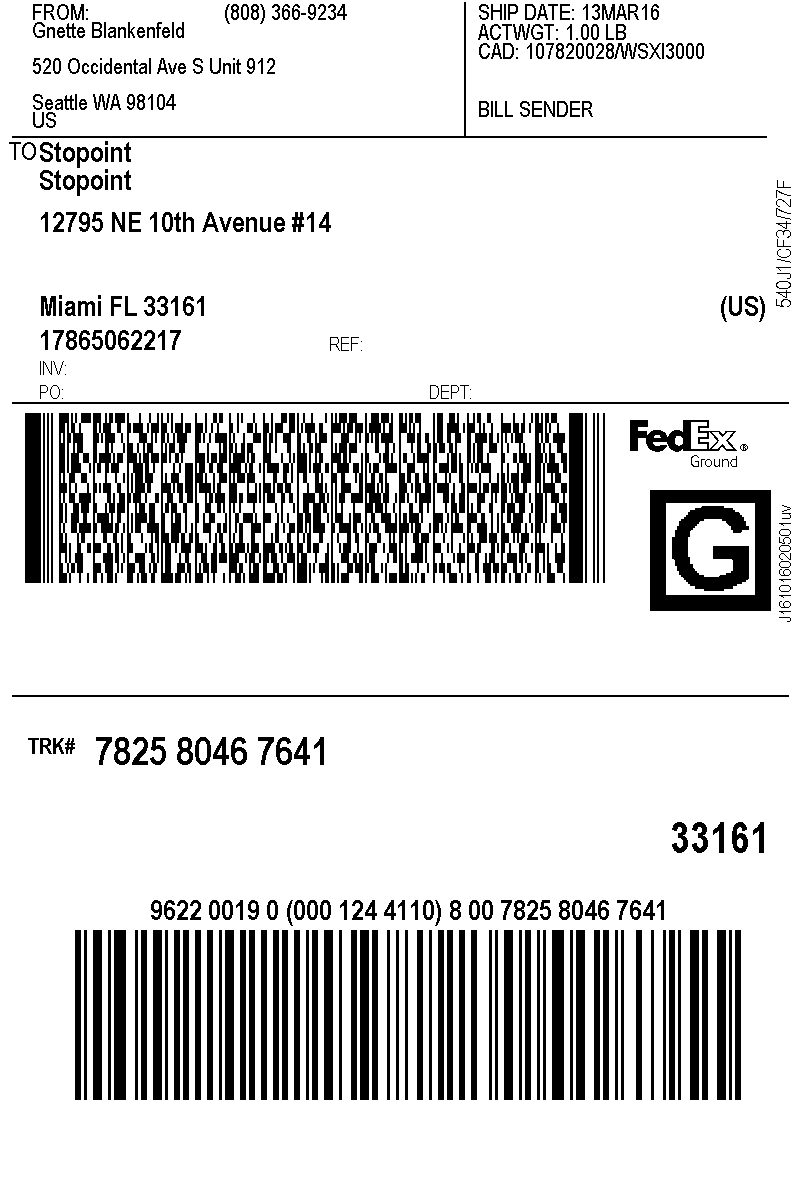 FROM: (808) 366-9234
Gnette Blankenfeld
520 Occidental Ave S Unit 912
Seattle WA 98104
US
SHIP DATE: 13MAR16
ACTWGT: 1.00 LB
CAD: 107820028/WSXI3000
BILL SENDER
TO Stopoint
Stopoint
12795 NE 10th Avenue #14
Miami FL 33161 (US)
17865062217 REF:
INV:
PO: DEPT:
540J1/CF34/727F
FedEx®
Ground
G
J161016020501uv
TRK# 7825 8046 7641
33161
9622 0019 0 (000 124 4110) 8 00 7825 8046 7641